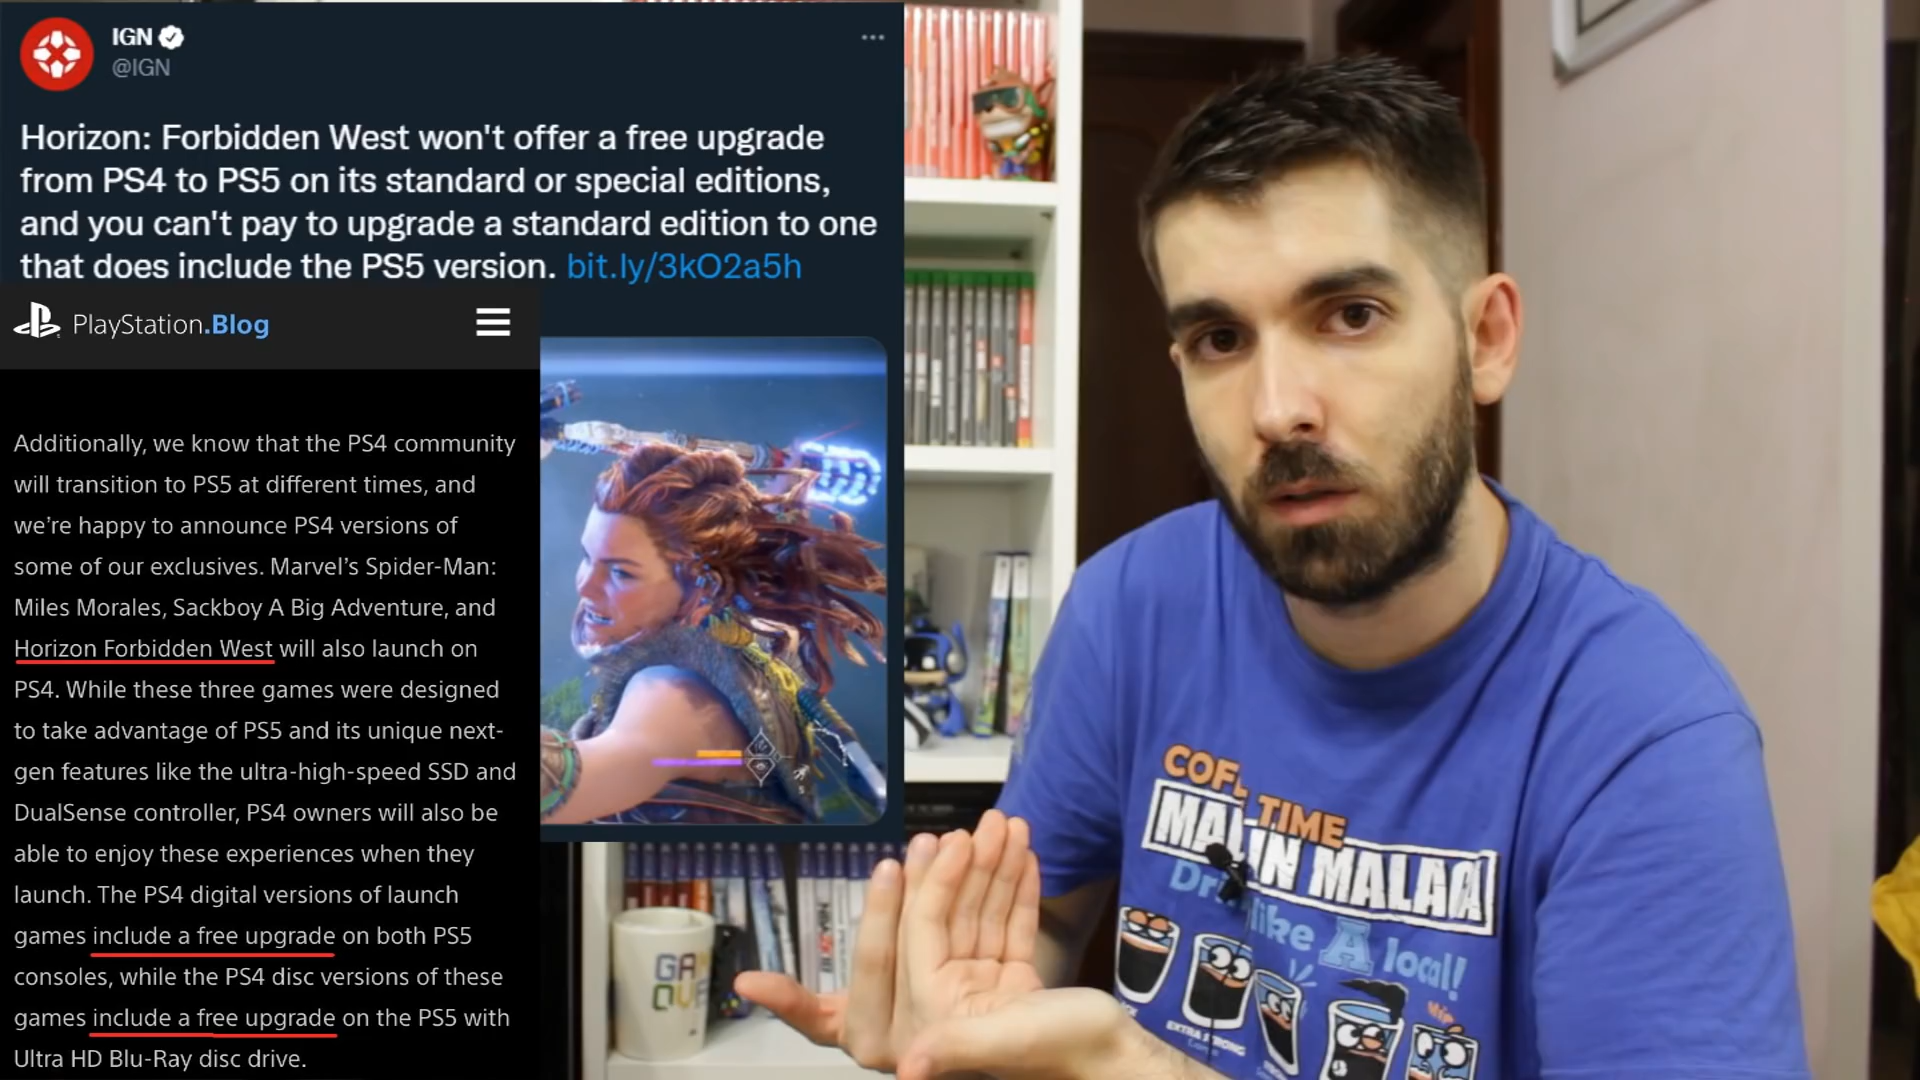 IGN
@IGN
Horizon: Forbidden West won't offer a free upgrade
from PS4 to PS5 on its standard or special editions,
and you can't pay to upgrade a standard edition to one
that does include the PS5 version. bit.ly/3kO2a5h
PlayStation.Blog
Additionally, we know that the PS4 community
will transition to PS5 at different times, and
we're happy to announce PS4 versions of
some of our exclusives. Marvel's Spider-Man:
Miles Morales, Sackboy A Big Adventure, and
Horizon Forbidden West will also launch on
PS4. While these three games were designed
to take advantage of PS5 and its unique next-
gen features like the ultra-high-speed SSD and
DualSense controller, PS4 owners will also be
able to enjoy these experiences when they
launch. The PS4 digital versions of launch
games include a free upgrade on both PS5
consoles, while the PS4 disc versions of these
games include a free upgrade on the PS5 with
Ultra HD Blu-Ray disc drive.
TIME
IN MALAGA
like A local!
EXTRA STRONG